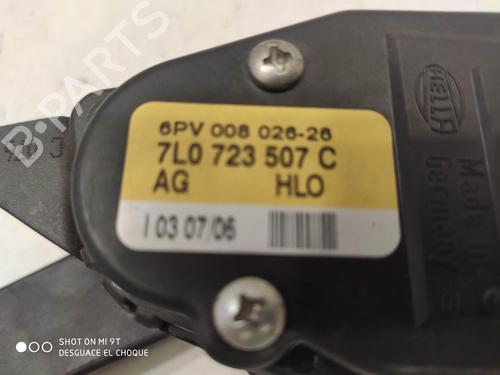 B-PARTS
HELLA
Made in
Germany
6PV 008 026-26
7L0 723 507 C
AG HLO
I 03 07/06
SHOT ON MI 9T
DESGUACE EL CHOQUE